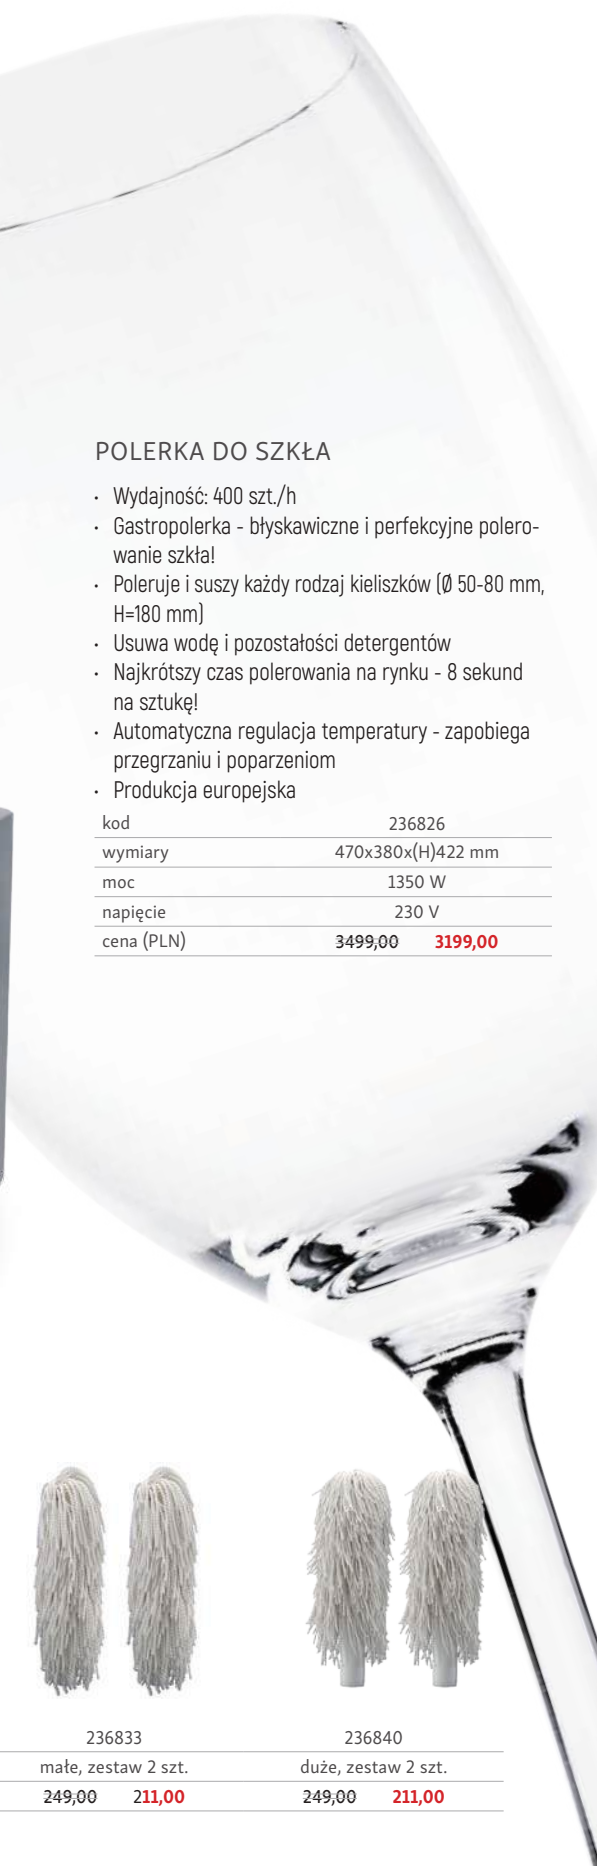 POLERKA DO SZKŁA
· Wydajność: 400 szt./h
· Gastropolerka - błyskawiczne i perfekcyjne polero-
wanie szkła!
· Poleruje i suszy każdy rodzaj kieliszków (Ø 50-80 mm,
H=180 mm)
· Usuwa wodę i pozostałości detergentów
· Najkrótszy czas polerowania na rynku - 8 sekund
na sztukę!
· Automatyczna regulacja temperatury - zapobiega
przegrzaniu i poparzeniom
· Produkcja europejska
kod 236826
wymiary 470x380x(H)422 mm
moc 1350 W
napięcie 230 V
cena (PLN) 3499,00 3199,00
236833 236840
małe, zestaw 2 szt. duże, zestaw 2 szt.
249,00 211,00 249,00 211,00